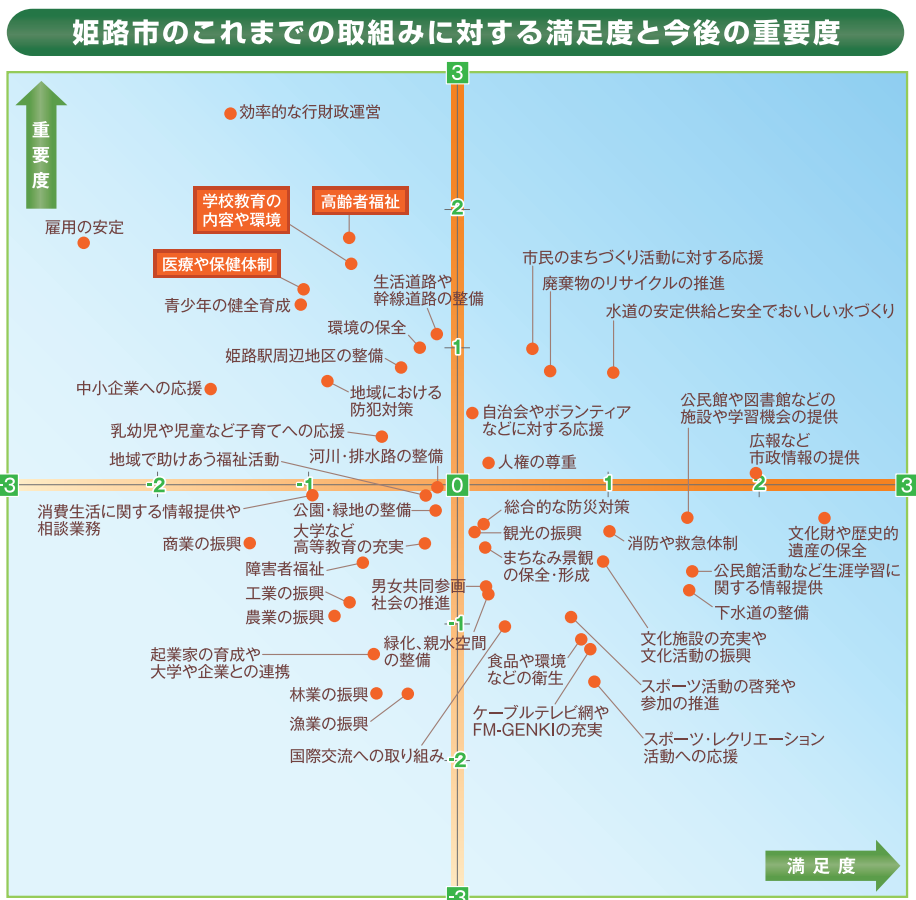 姫路市のこれまでの取組みに対する満足度と今後の重要度
3
重要度
効率的な行財政運営
学校教育の
内容や環境
高齢者福祉
2
雇用の安定
医療や保健体制
市民のまちづくり活動に対する応援
生活道路や
幹線道路の整備
廃棄物のリサイクルの推進
青少年の健全育成
水道の安定供給と安全でおいしい水づくり
環境の保全
1
姫路駅周辺地区の整備
中小企業への応援
地域における
防犯対策
公民館や図書館などの
施設や学習機会の提供
自治会やボランティア
などに対する応援
乳幼児や児童など子育てへの応援
広報など
市政情報の提供
地域で助けあう福祉活動
河川・排水路の整備
人権の尊重
-3
-2
-1
0
1
2
3
消費生活に関する情報提供や
相談業務
公園・緑地の整備
総合的な防災対策
大学など
高等教育の充実
観光の振興
消防や救急体制
文化財や歴史的
遺産の保全
商業の振興
まちなみ景観
の保全・形成
障害者福祉
公民館活動など生涯学習に
関する情報提供
男女共同参画
社会の推進
工業の振興
下水道の整備
農業の振興
-1
緑化、親水空間
の整備
文化施設の充実や
文化活動の振興
起業家の育成や
大学や企業との連携
食品や環境
などの衛生
スポーツ活動の啓発や
参加の推進
林業の振興
漁業の振興
ケーブルテレビ網や
FM-GENKIの充実
スポーツ・レクリエーション
活動への応援
国際交流への取り組み
-2
満足度
-3